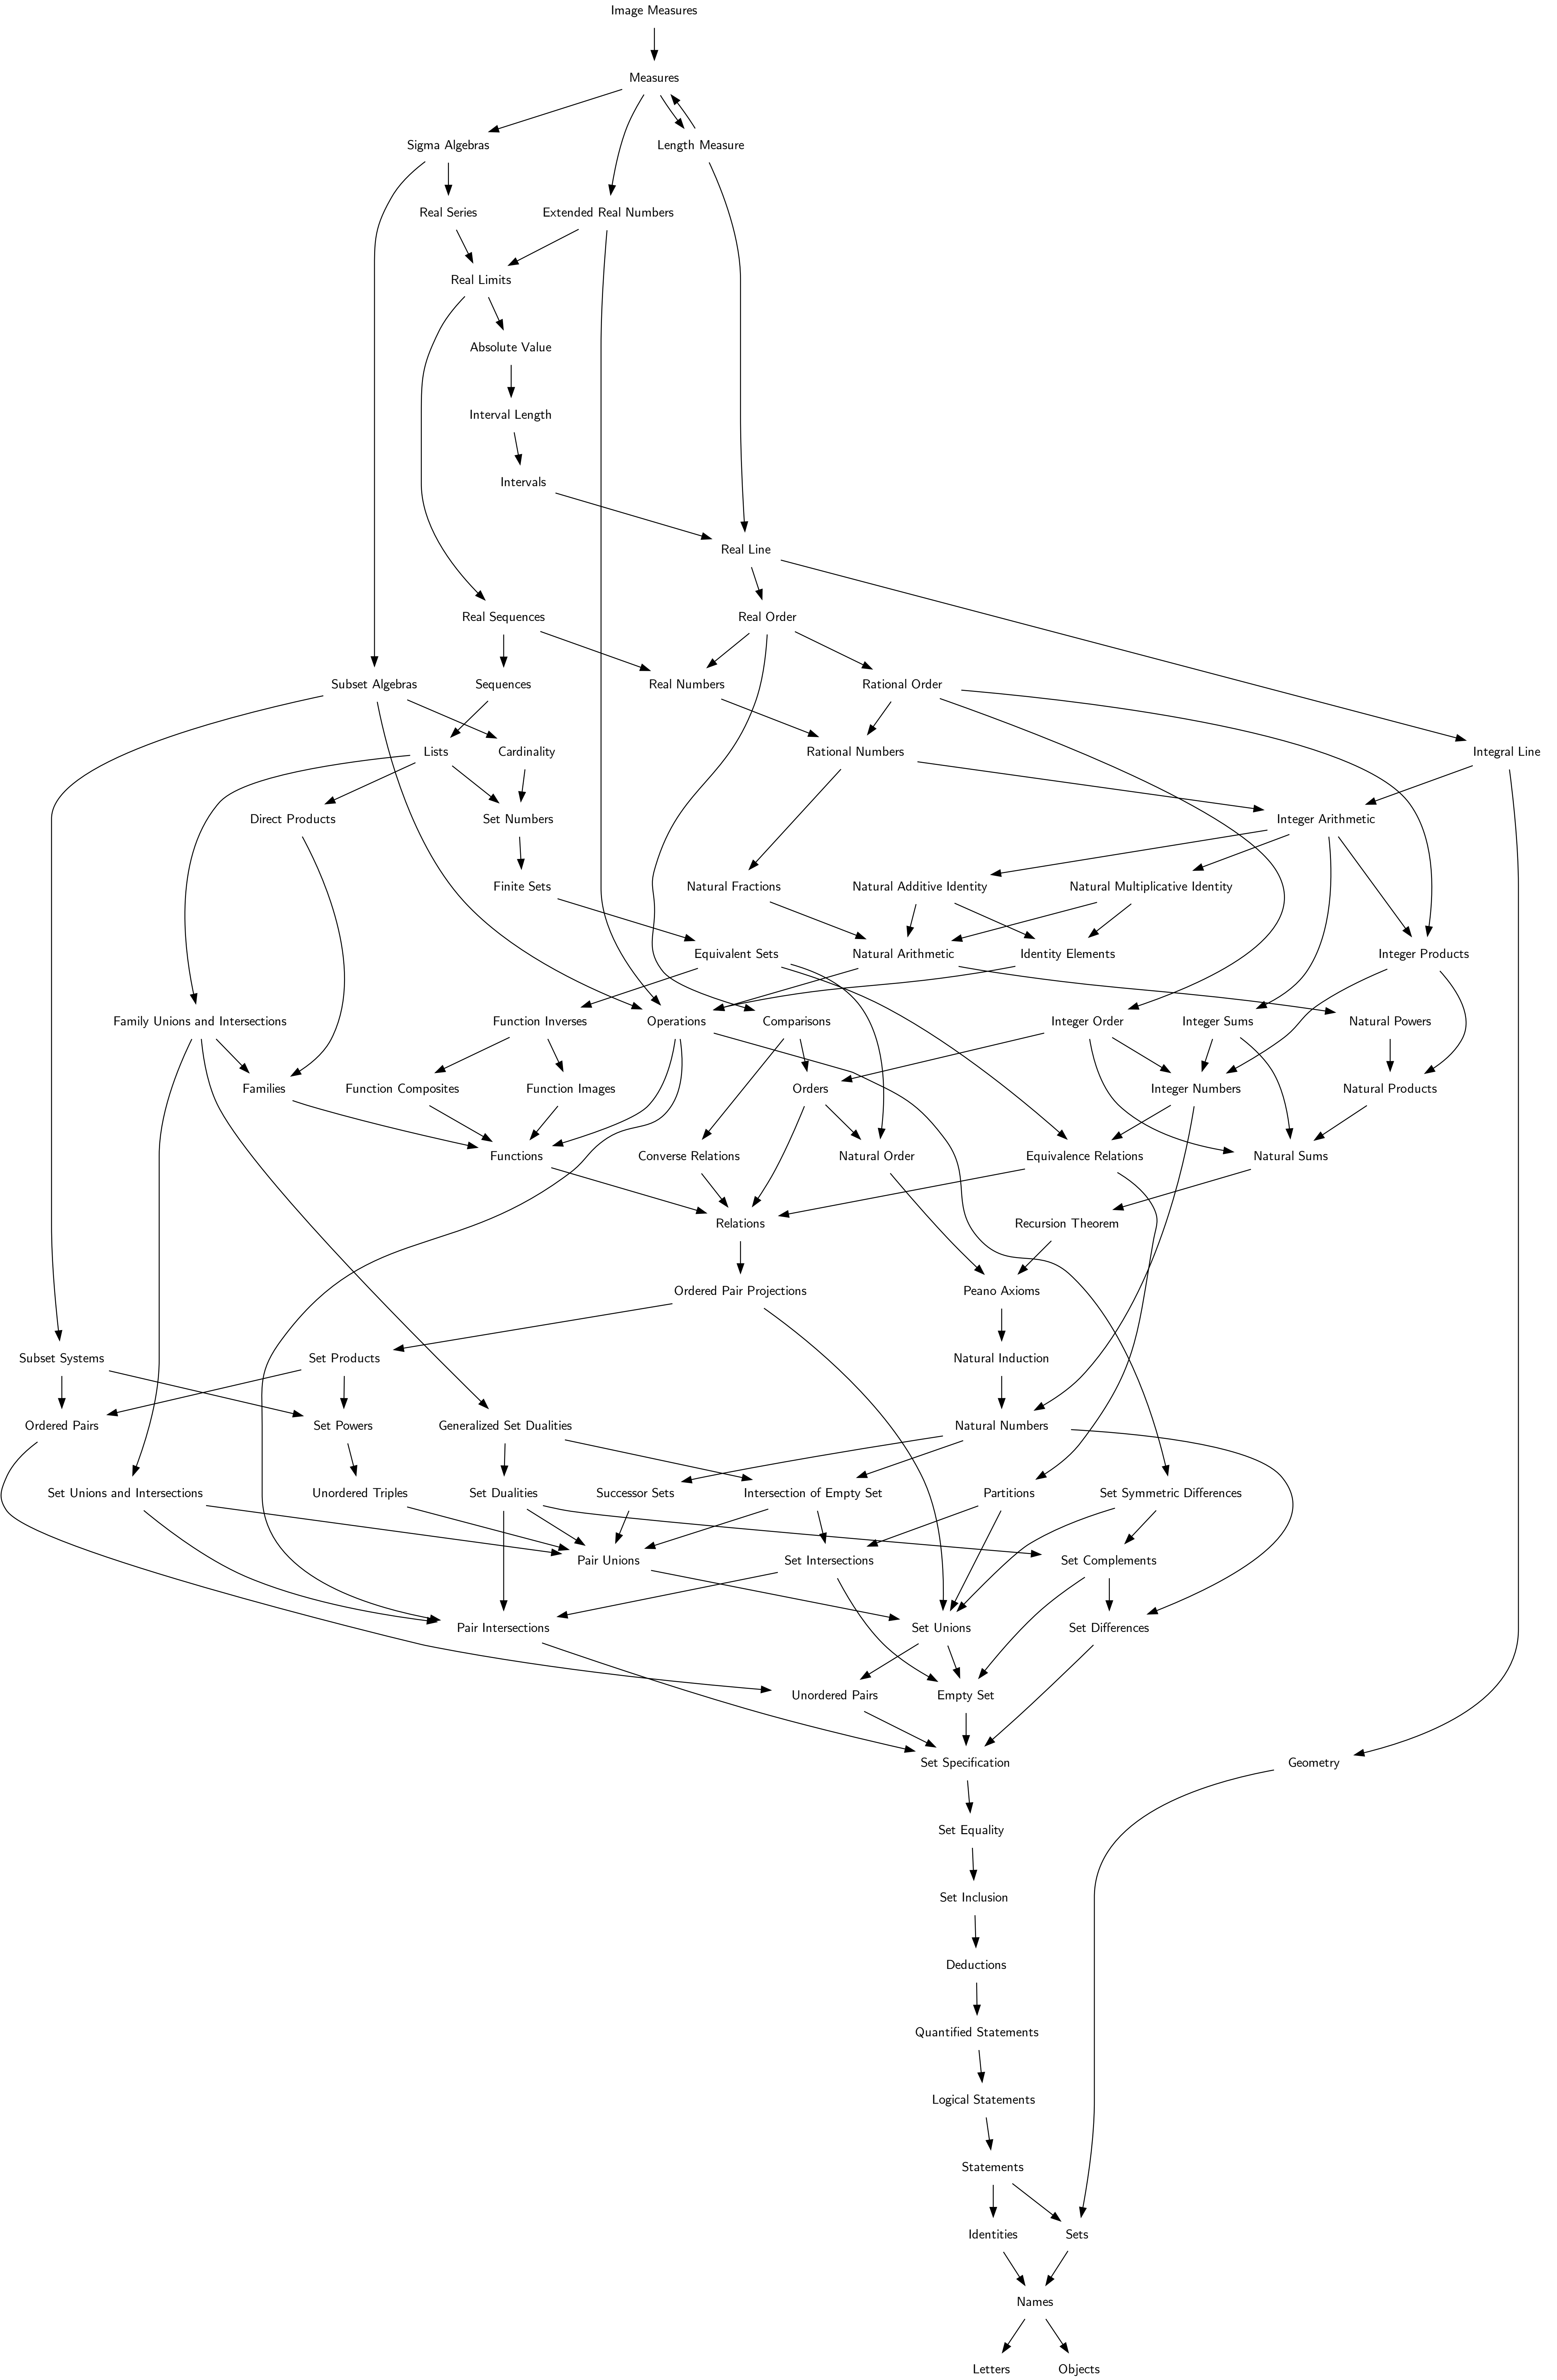 Image Measures
Measures
Sigma Algebras
Length Measure
Real Series
Extended Real Numbers
Real Limits
Absolute Value
Interval Length
Intervals
Real Line
Real Sequences
Real Order
Subset Algebras
Sequences
Real Numbers
Rational Order
Lists
Cardinality
Rational Numbers
Integral Line
Direct Products
Set Numbers
Integer Arithmetic
Finite Sets
Natural Fractions
Natural Additive Identity
Natural Multiplicative Identity
Equivalent Sets
Natural Arithmetic
Identity Elements
Integer Products
Family Unions and Intersections
Function Inverses
Operations
Comparisons
Integer Order
Integer Sums
Natural Powers
Families
Function Composites
Function Images
Orders
Integer Numbers
Natural Products
Functions
Converse Relations
Natural Order
Equivalence Relations
Natural Sums
Relations
Recursion Theorem
Ordered Pair Projections
Peano Axioms
Subset Systems
Set Products
Natural Induction
Ordered Pairs
Set Powers
Generalized Set Dualities
Natural Numbers
Set Unions and Intersections
Unordered Triples
Set Dualities
Successor Sets
Intersection of Empty Set
Partitions
Set Symmetric Differences
Pair Unions
Set Intersections
Set Complements
Pair Intersections
Set Unions
Set Differences
Unordered Pairs
Empty Set
Set Specification
Geometry
Set Equality
Set Inclusion
Deductions
Quantified Statements
Logical Statements
Statements
Identities
Sets
Names
Letters
Objects